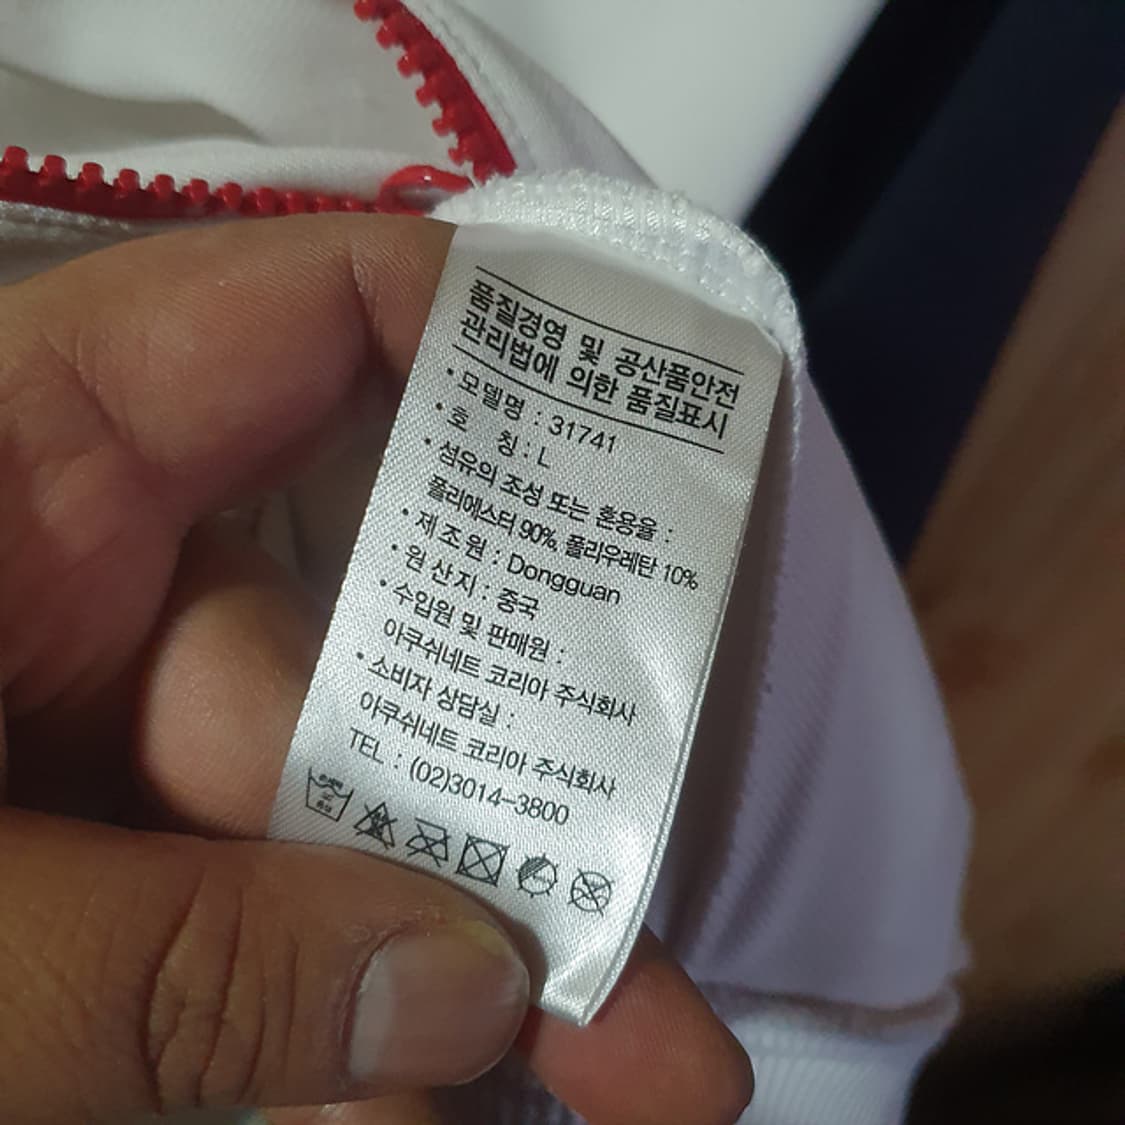 품질경영 및 공산품안전
관리법에 의한 품질표시
• 모델명 : 31741
• 호 칭 : L
• 섬유의 조성 또는 혼용율 :
폴리에스터 90%, 폴리우레탄 10%
• 제조원 : Dongguan
• 원산지 : 중국
• 수입원 및 판매원 :
아쿠쉬네트 코리아 주식회사
• 소비자 상담실 :
아쿠쉬네트 코리아 주식회사
TEL : (02)3014-3800